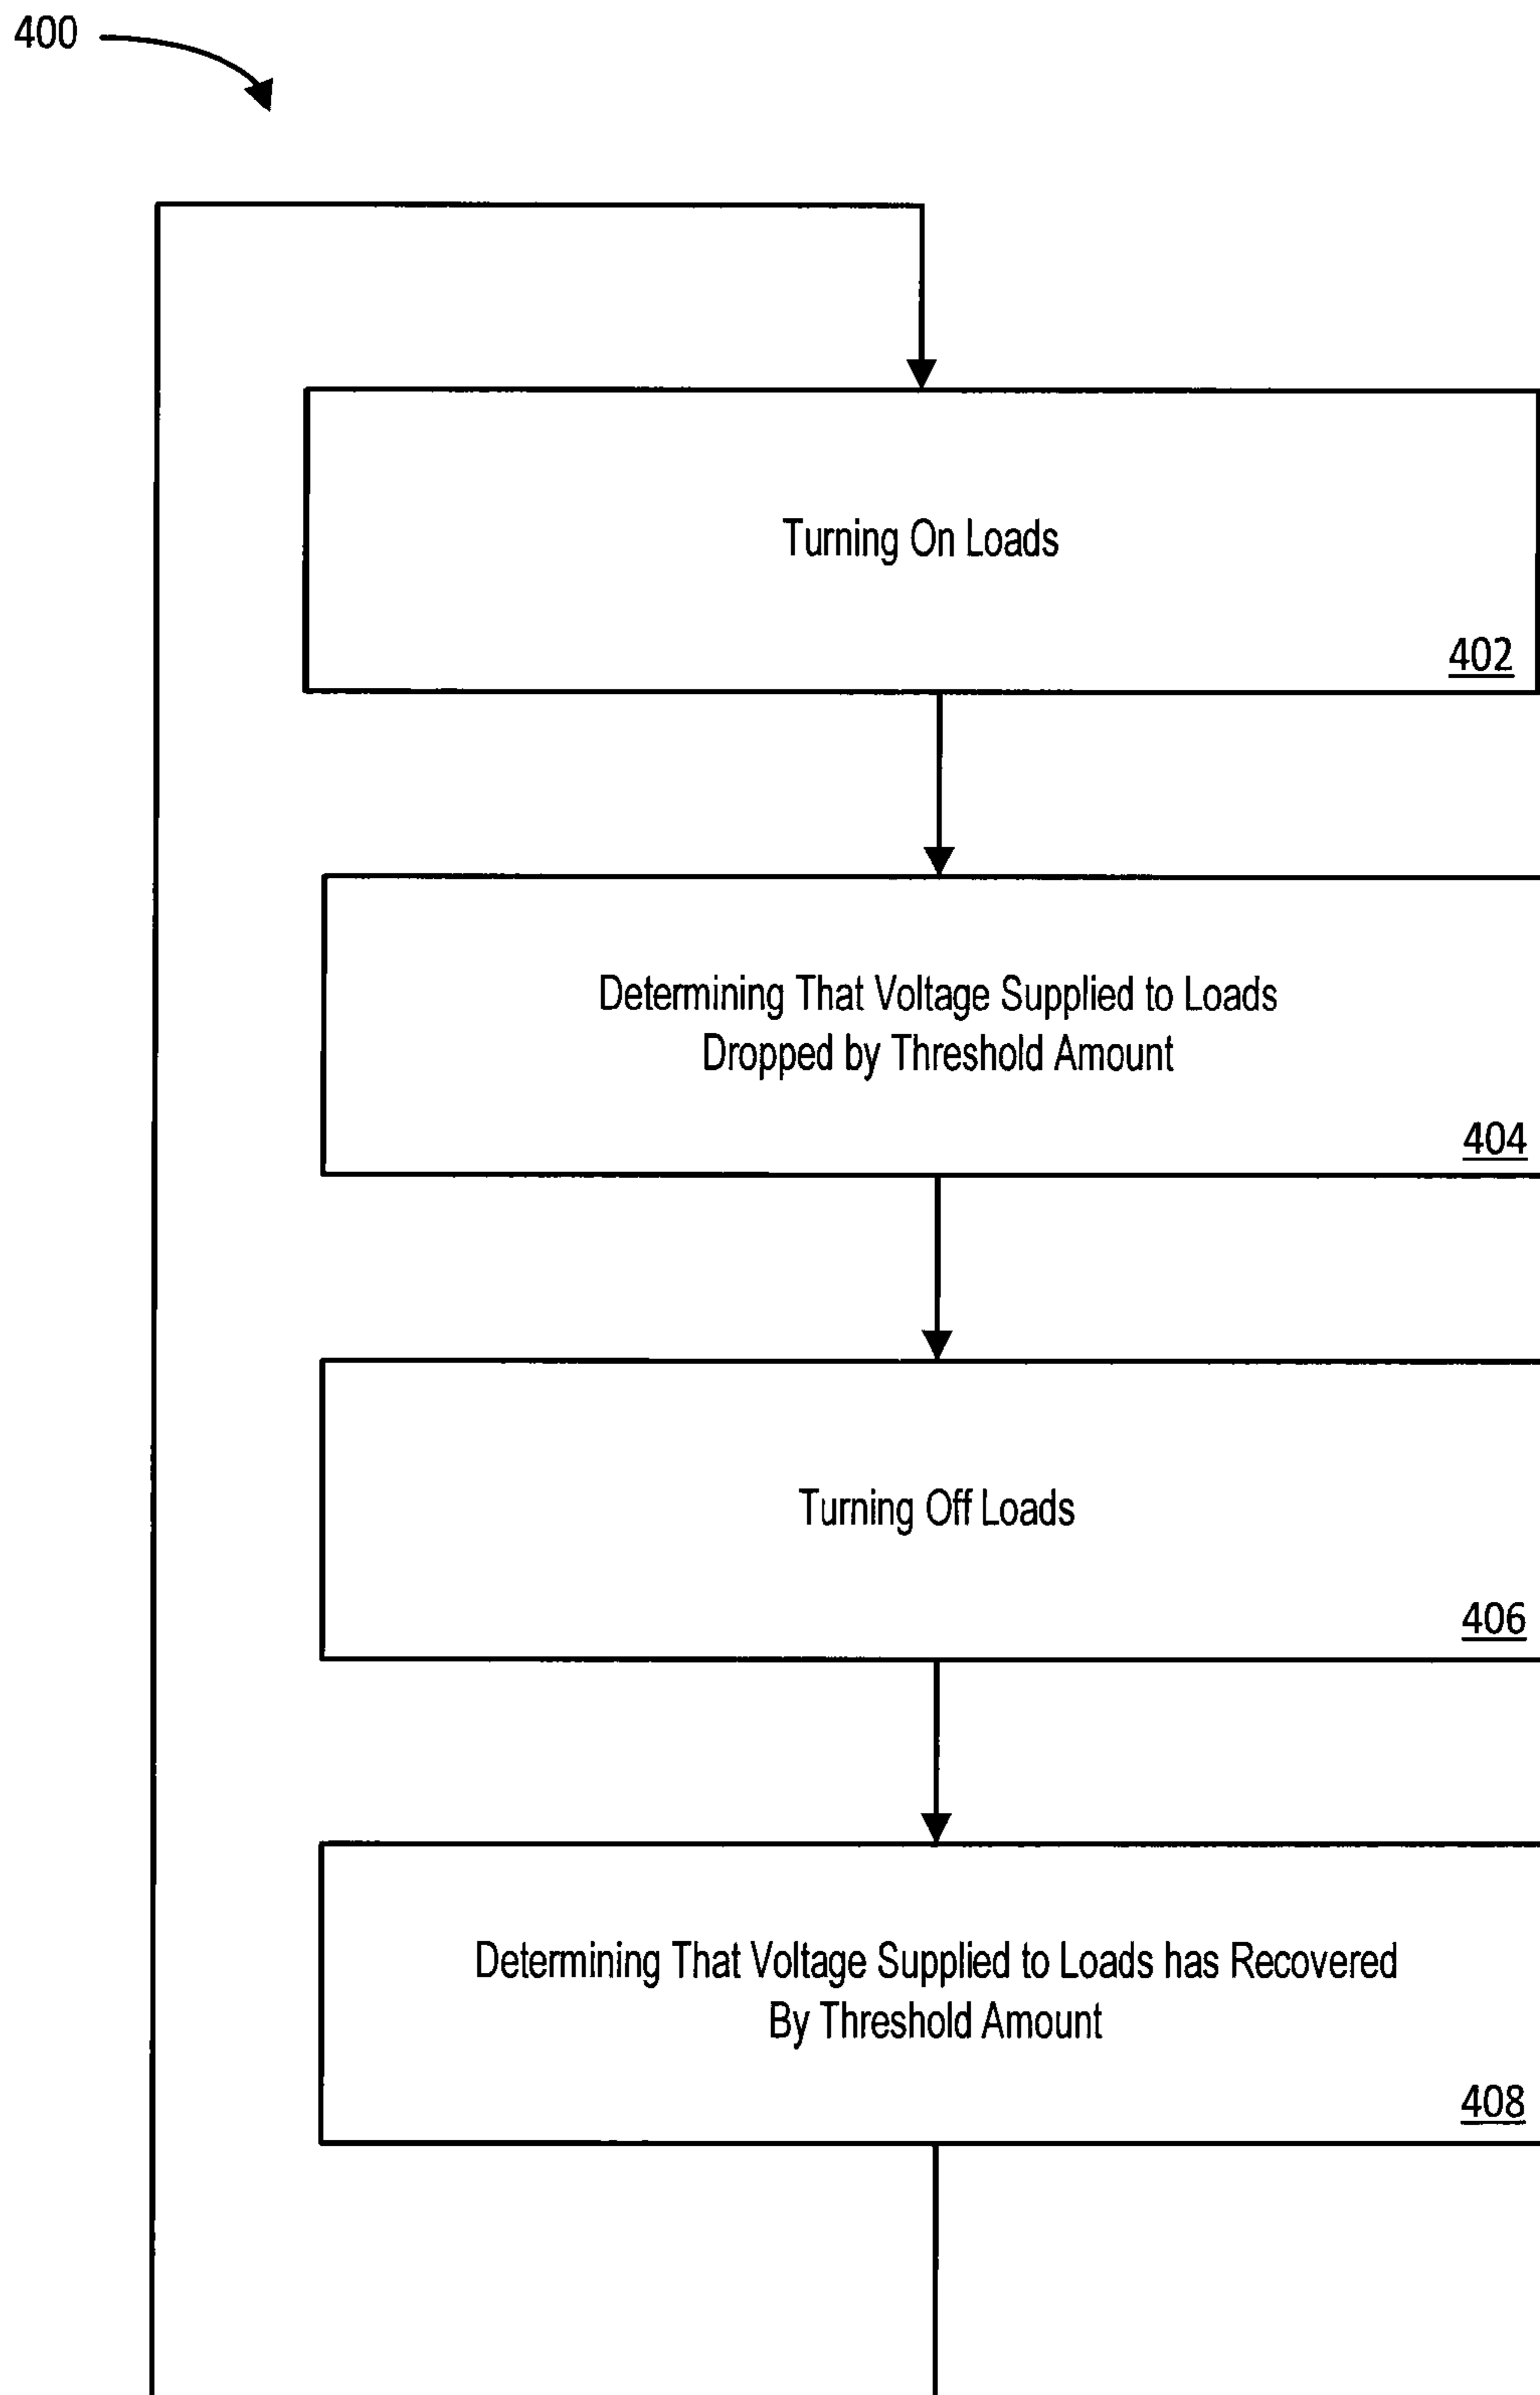 400
Turning On Loads
402
Determining That Voltage Supplied to Loads
Dropped by Threshold Amount
404
Turning Off Loads
406
Determining That Voltage Supplied to Loads has Recovered
By Threshold Amount
408